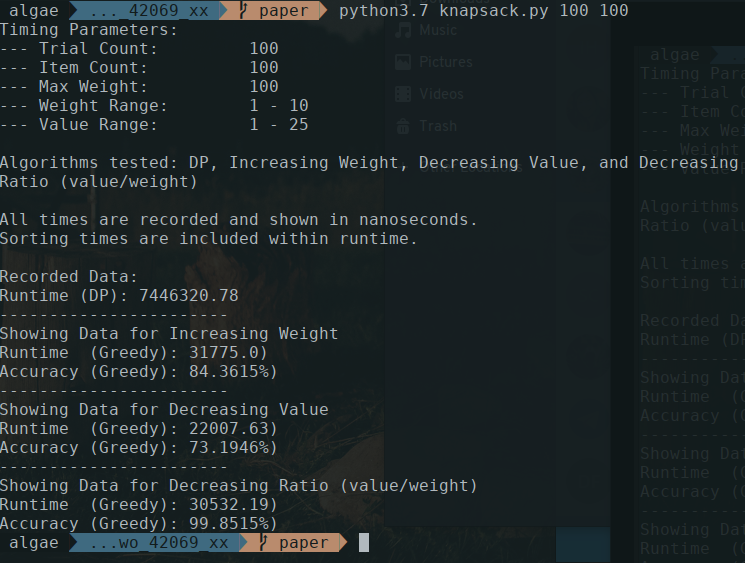 algae ..._42069_xx paper python3.7 knapsack.py 100 100
Timing Parameters:
--- Trial Count: 100
--- Item Count: 100
--- Max Weight: 100
--- Weight Range: 1 - 10
--- Value Range: 1 - 25
Algorithms tested: DP, Increasing Weight, Decreasing Value, and Decreasing
Ratio (value/weight)
All times are recorded and shown in nanoseconds.
Sorting times are included within runtime.
Recorded Data:
Runtime (DP): 7446320.78
-----------------------
Showing Data for Increasing Weight
Runtime  (Greedy): 31775.0)
Accuracy (Greedy): 84.3615%)
-----------------------
Showing Data for Decreasing Value
Runtime  (Greedy): 22007.63)
Accuracy (Greedy): 73.1946%)
-----------------------
Showing Data for Decreasing Ratio (value/weight)
Runtime  (Greedy): 30532.19)
Accuracy (Greedy): 99.8515%)
algae ...wo_42069_xx paper
Music
Pictures
Videos
Trash
algae
Timing Para
--- Trial C
--- Item Co
--- Max Wei
--- Weight
Algorithms
Ratio (valu
All times a
Sorting tim
Recorded Da
Runtime (DP
Showing Dat
Runtime  (G
Accuracy (G
Showing Dat
Runtime  (G
Accuracy (G
Showing Dat
Runtime  (G